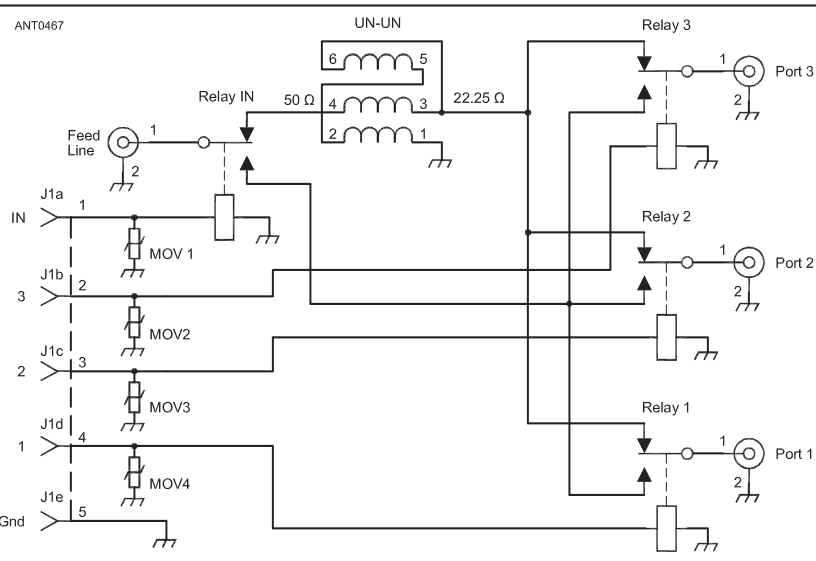 ANT0467
UN-UN
Relay 3
6 5
1
Port 3
Relay IN
50 Ω
4 3
22.25 Ω
2
Feed
Line
1
2 1
2
J1a
IN
1
Relay 2
MOV 1
1
Port 2
J1b
3
2
2
MOV2
J1c
2
3
MOV3
Relay 1
J1d
1
4
1
Port 1
MOV4
2
J1e
Gnd
5